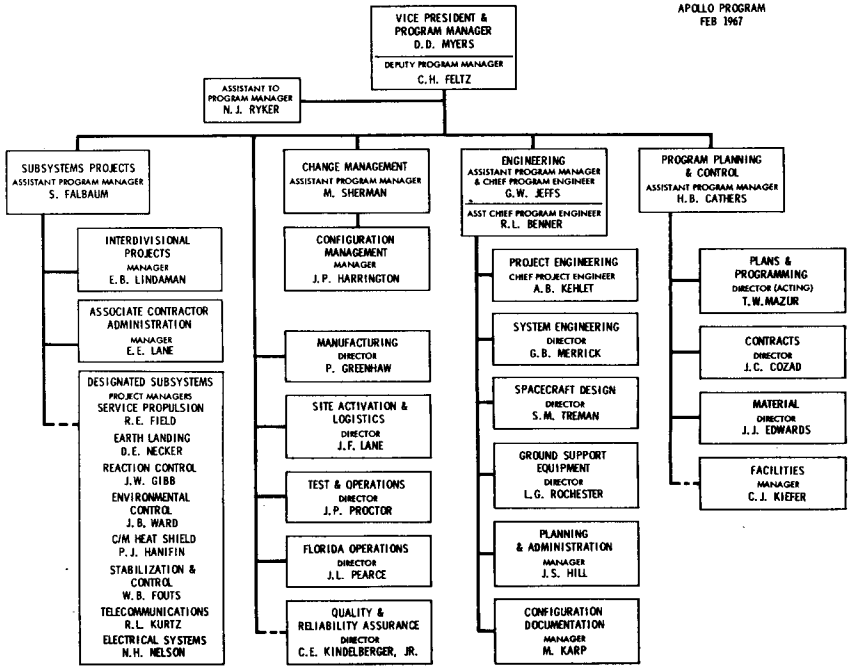 APOLLO PROGRAM
FEB 1967
VICE PRESIDENT &
PROGRAM MANAGER
D.D. MYERS
DEPUTY PROGRAM MANAGER
C.H. FELTZ
ASSISTANT TO
PROGRAM MANAGER
N.J. RYKER
SUBSYSTEMS PROJECTS
ASSISTANT PROGRAM MANAGER
S. FALBAUM
INTERDIVISIONAL
PROJECTS
MANAGER
E.B. LINDAMAN
ASSOCIATE CONTRACTOR
ADMINISTRATION
MANAGER
E.E. LANE
DESIGNATED SUBSYSTEMS
PROJECT MANAGERS
SERVICE PROPULSION
R.E. FIELD
EARTH LANDING
D.E. NECKER
REACTION CONTROL
J.W. GIBB
ENVIRONMENTAL
CONTROL
J.B. WARD
C/M HEAT SHIELD
P.J. HANIFIN
STABILIZATION &
CONTROL
W.B. FOUTS
TELECOMMUNICATIONS
R.L. KURTZ
ELECTRICAL SYSTEMS
N.H. NELSON
CHANGE MANAGEMENT
ASSISTANT PROGRAM MANAGER
M. SHERMAN
CONFIGURATION
MANAGEMENT
MANAGER
J.P. HARRINGTON
MANUFACTURING
DIRECTOR
P. GREENHAW
SITE ACTIVATION &
LOGISTICS
DIRECTOR
J.F. LANE
TEST & OPERATIONS
DIRECTOR
J.P. PROCTOR
FLORIDA OPERATIONS
DIRECTOR
J.L. PEARCE
QUALITY &
RELIABILITY ASSURANCE
DIRECTOR
C.E. KINDELBERGER, JR.
ENGINEERING
ASSISTANT PROGRAM MANAGER
& CHIEF PROGRAM ENGINEER
G.W. JEFFS
ASST CHIEF PROGRAM ENGINEER
R.L. BENNER
PROJECT ENGINEERING
CHIEF PROJECT ENGINEER
A.B. KEHLET
SYSTEM ENGINEERING
DIRECTOR
G.B. MERRICK
SPACECRAFT DESIGN
DIRECTOR
S.M. TREMAN
GROUND SUPPORT
EQUIPMENT
DIRECTOR
L.G. ROCHESTER
PLANNING
& ADMINISTRATION
MANAGER
J.S. HILL
CONFIGURATION
DOCUMENTATION
MANAGER
M. KARP
PROGRAM PLANNING
& CONTROL
ASSISTANT PROGRAM MANAGER
H.B. CATHERS
PLANS &
PROGRAMMING
DIRECTOR (ACTING)
T.W. MAZUR
CONTRACTS
DIRECTOR
J.C. COZAD
MATERIAL
DIRECTOR
J.J. EDWARDS
FACILITIES
MANAGER
C.J. KIEFER